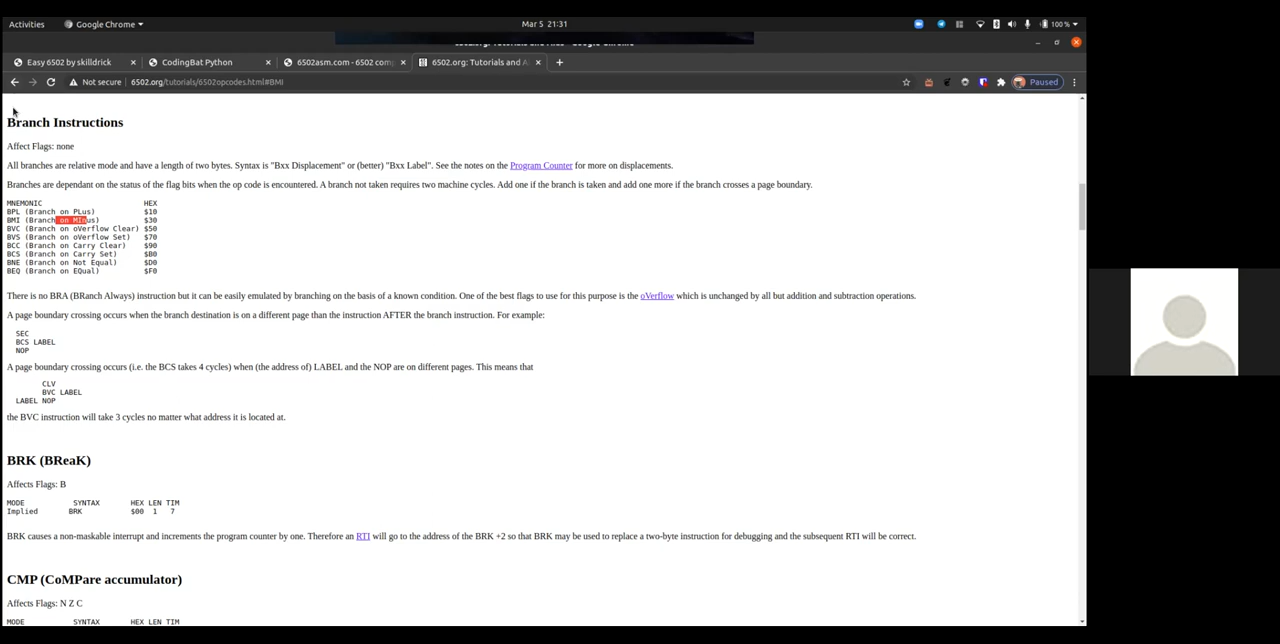 Activities
Google Chrome
Mar 5 21:31
100 %
6502.org: Tutorials and Aids - Google Chrome
Easy 6502 by skilldrick
CodingBat Python
6502asm.com - 6502 comp
6502.org: Tutorials and Ai
Not secure
6502.org/tutorials/6502opcodes.html#BMI
Paused
Branch Instructions
Affect Flags: none
All branches are relative mode and have a length of two bytes. Syntax is "Bxx Displacement" or (better) "Bxx Label". See the notes on the Program Counter for more on displacements.
Branches are dependant on the status of the flag bits when the op code is encountered. A branch not taken requires two machine cycles. Add one if the branch is taken and add one more if the branch crosses a page boundary.
MNEMONIC HEX
BPL (Branch on PLus) $10
BMI (Branch on MInus) $30
BVC (Branch on oVerflow Clear) $50
BVS (Branch on oVerflow Set) $70
BCC (Branch on Carry Clear) $90
BCS (Branch on Carry Set) $B0
BNE (Branch on Not Equal) $D0
BEQ (Branch on EQual) $F0
There is no BRA (BRanch Always) instruction but it can be easily emulated by branching on the basis of a known condition. One of the best flags to use for this purpose is the oVerflow which is unchanged by all but addition and subtraction operations.
A page boundary crossing occurs when the branch destination is on a different page than the instruction AFTER the branch instruction. For example:
SEC
BCS LABEL
NOP
A page boundary crossing occurs (i.e. the BCS takes 4 cycles) when (the address of) LABEL and the NOP are on different pages. This means that
CLV
BVC LABEL
LABEL NOP
the BVC instruction will take 3 cycles no matter what address it is located at.
BRK (BReaK)
Affects Flags: B
MODE SYNTAX HEX LEN TIM
Implied BRK $00 1 7
BRK causes a non-maskable interrupt and increments the program counter by one. Therefore an RTI will go to the address of the BRK +2 so that BRK may be used to replace a two-byte instruction for debugging and the subsequent RTI will be correct.
CMP (CoMPare accumulator)
Affects Flags: N Z C
MODE SYNTAX HEX LEN TIM